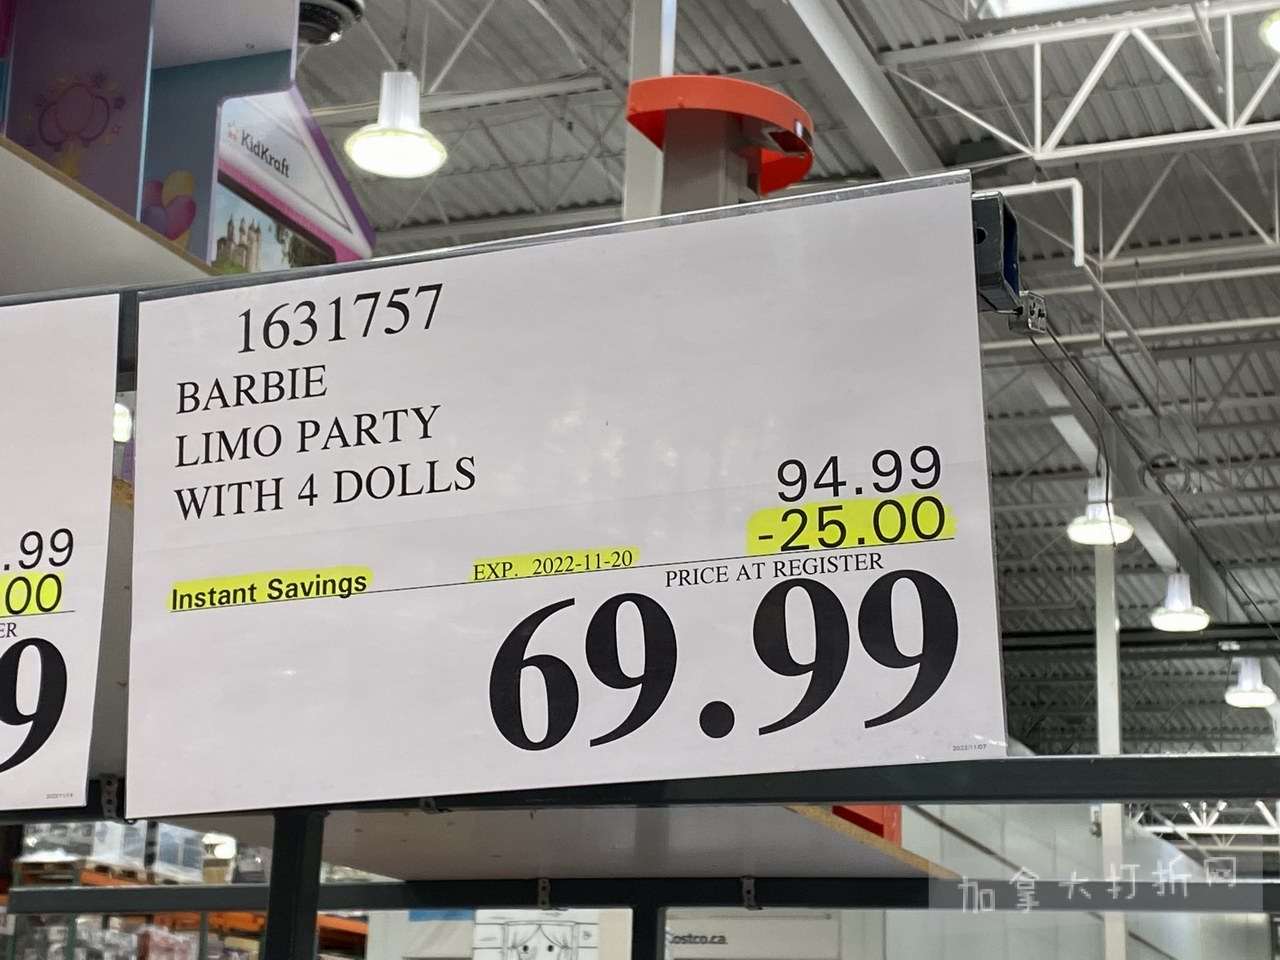 KidKraft
1631757
BARBIE
LIMO PARTY
WITH 4 DOLLS
94.99
-25.00
Instant Savings
EXP. 2022-11-20
PRICE AT REGISTER
69.99
2022/11/07
.99
00
ER
9
Costco.ca
加拿大打折网